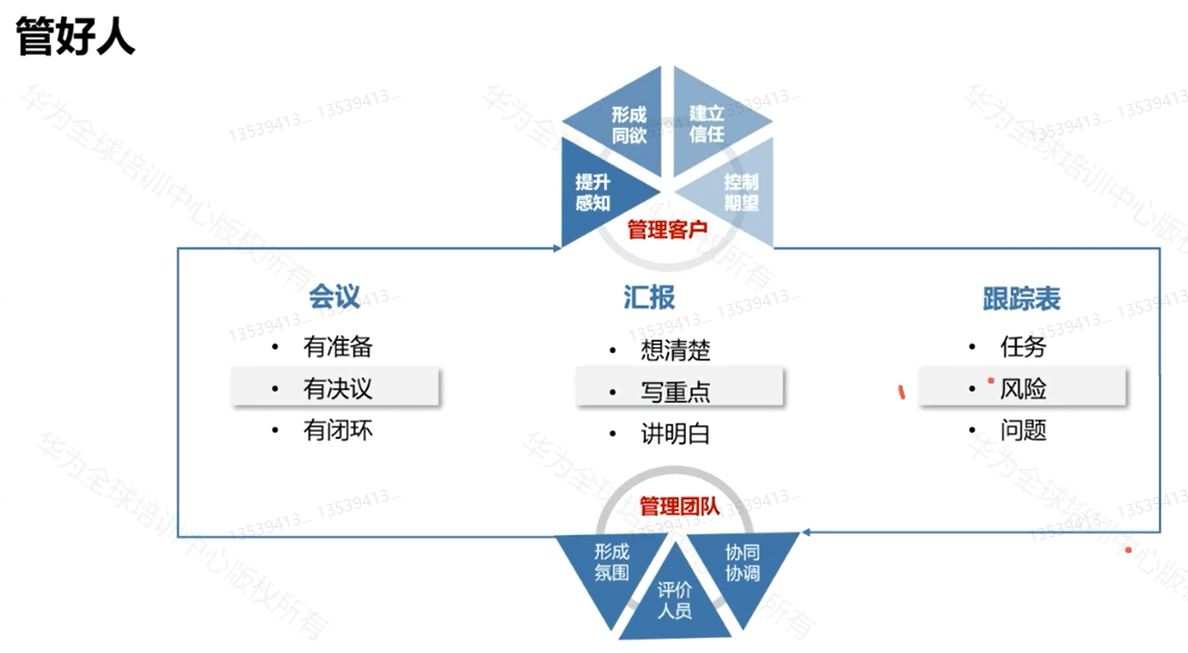 管好人
形成
同欲
建立
信任
提升
感知
控制
期望
管理客户
会议
• 有准备
• 有决议
• 有闭环
汇报
• 想清楚
• 写重点
• 讲明白
跟踪表
• 任务
• 风险
• 问题
管理团队
形成
氛围
评价
人员
协同
协调
华为全球培训中心版权所有
13539413... 13539413...